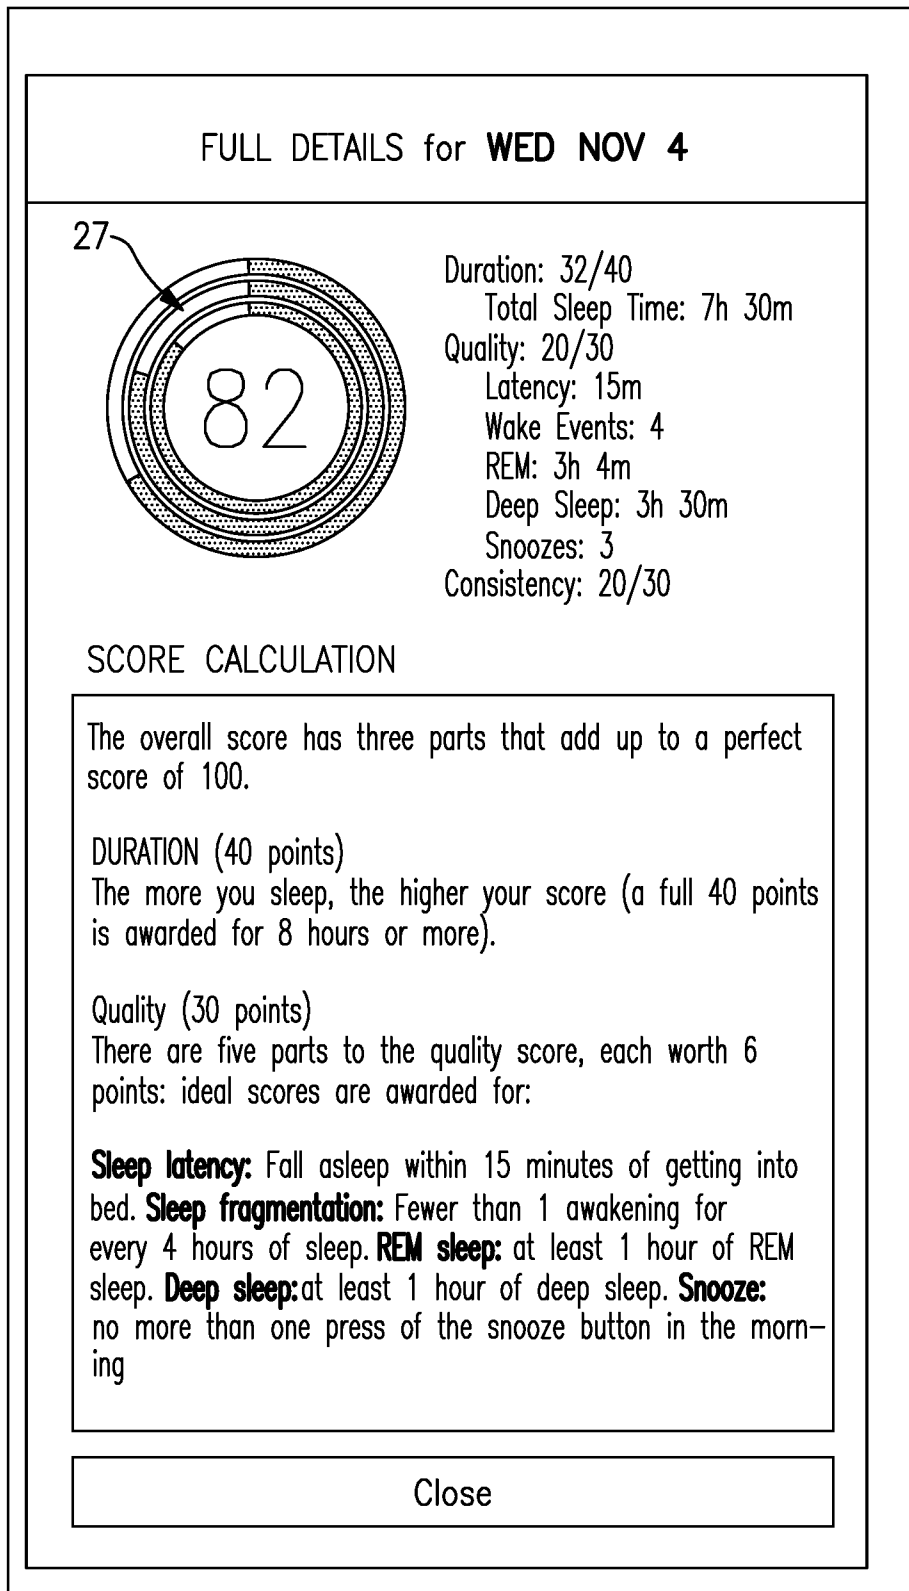 FULL DETAILS for WED NOV 4
27
82
Duration: 32/40
Total Sleep Time: 7h 30m
Quality: 20/30
Latency: 15m
Wake Events: 4
REM: 3h 4m
Deep Sleep: 3h 30m
Snoozes: 3
Consistency: 20/30
SCORE CALCULATION
The overall score has three parts that add up to a perfect
score of 100.
DURATION (40 points)
The more you sleep, the higher your score (a full 40 points
is awarded for 8 hours or more).
Quality (30 points)
There are five parts to the quality score, each worth 6
points: ideal scores are awarded for:
Sleep latency: Fall asleep within 15 minutes of getting into
bed. Sleep fragmentation: Fewer than 1 awakening for
every 4 hours of sleep. REM sleep: at least 1 hour of REM
sleep. Deep sleep: at least 1 hour of deep sleep. Snooze:
no more than one press of the snooze button in the morn-
ing
Close